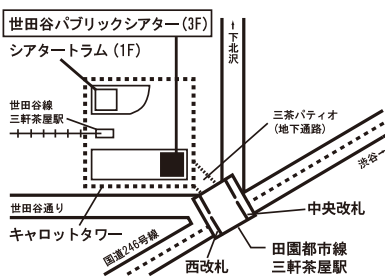 世田谷パブリックシアター(3F)
シアタートラム(1F)
↑下北沢
世田谷線
三軒茶屋駅
三茶パティオ
(地下通路)
渋谷→
世田谷通り
中央改札
キャロットタワー
国道246号線
西改札
田園都市線
三軒茶屋駅